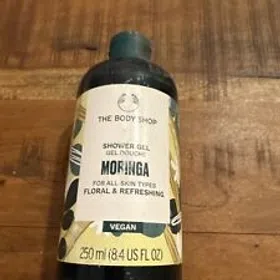 THE BODY SHOP
SHOWER GEL
GEL DOUCHE
MORINGA
FOR ALL SKIN TYPES
FLORAL & REFRESHING
VEGAN
250 ml (8.4 US FL OZ)